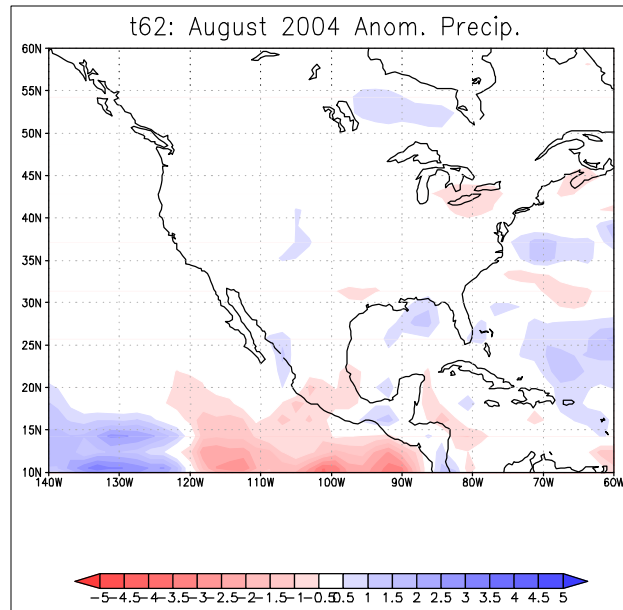 t62: August 2004 Anom. Precip.
60N
55N
50N
45N
40N
35N
30N
25N
20N
15N
10N
140W 130W 120W 110W 100W 90W 80W 70W 60W
-5 -4.5 -4 -3.5 -3 -2.5 -2 -1.5 -1 -0.5 0.5 1 1.5 2 2.5 3 3.5 4 4.5 5